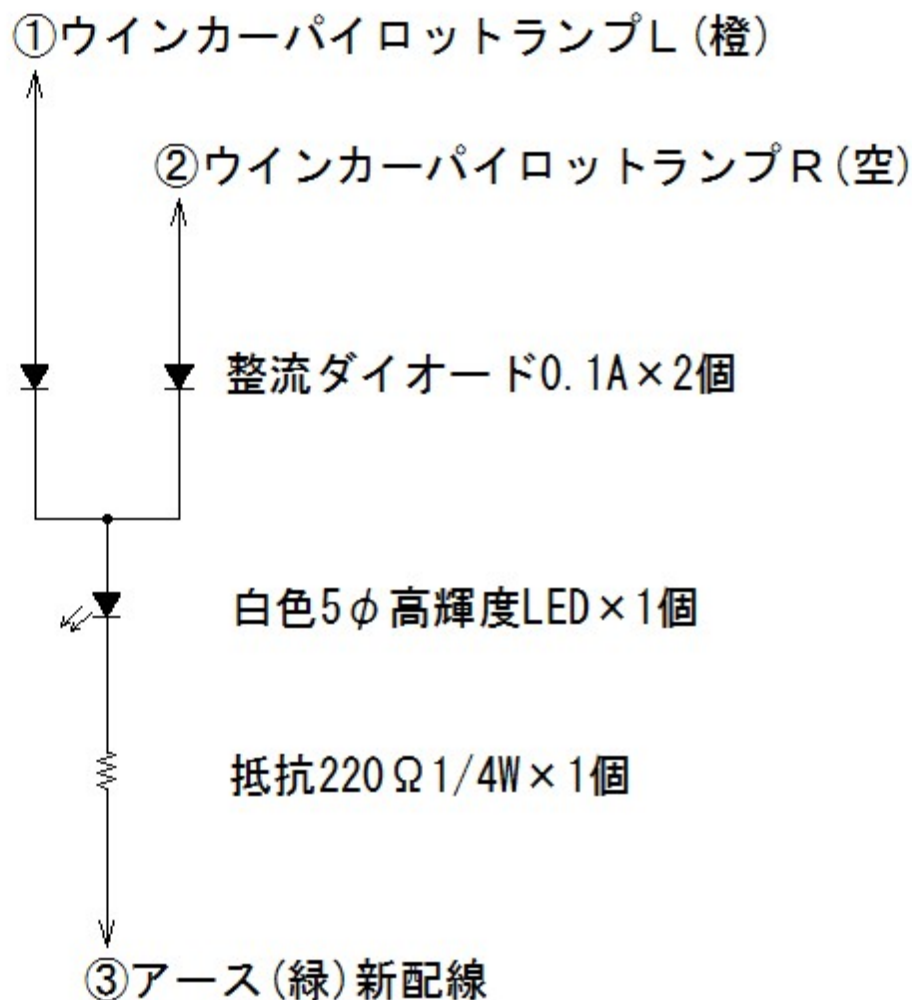 ①ウインカーパイロットランプL(橙)
②ウインカーパイロットランプR(空)
整流ダイオード0.1A×2個
白色5φ高輝度LED×1個
抵抗220Ω1/4W×1個
③アース(緑)新配線